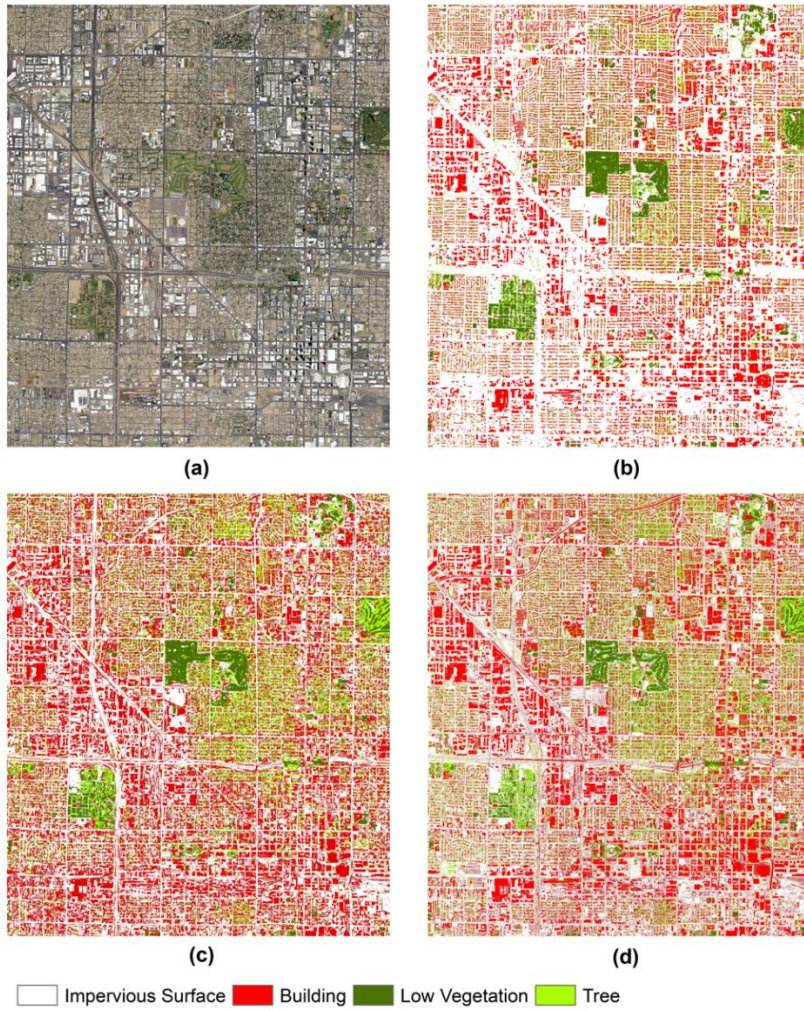 (a)
(b)
(c)
(d)
Impervious Surface
Building
Low Vegetation
Tree